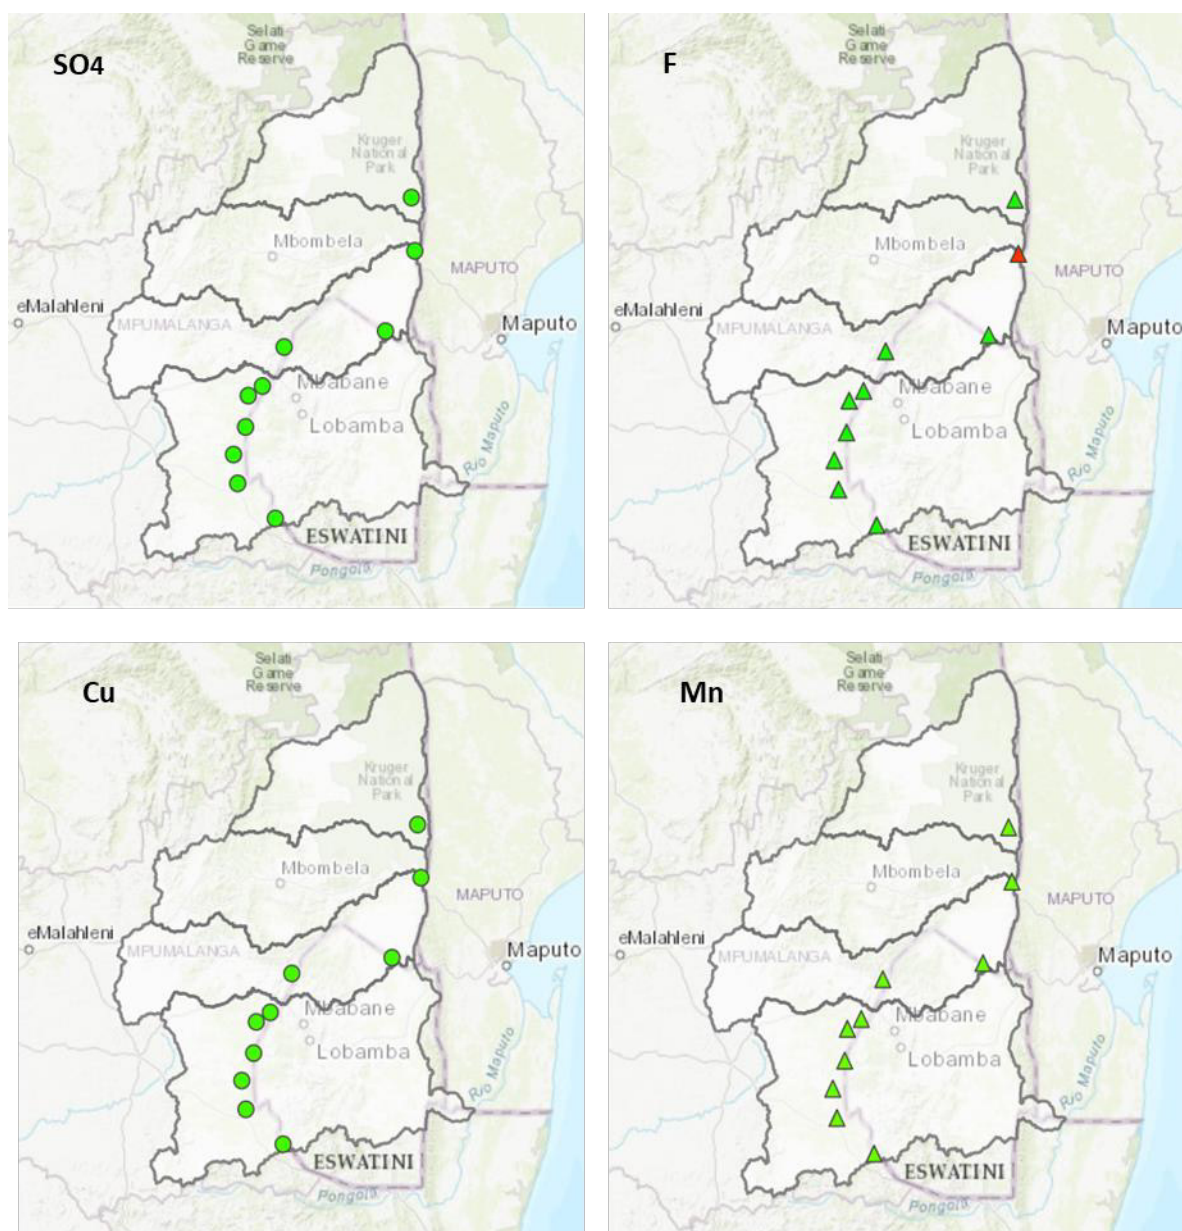 SO4
Selati
Game
Reserve
Kruger
National
Park
Mbombela
MAPUTO
eMalahleni
MPUMALANGA
Maputo
Mbabane
Lobamba
Rio Maputo
ESWATINI
Pongola
F
Selati
Game
Reserve
Kruger
National
Park
Mbombela
MAPUTO
eMalahleni
MPUMALANGA
Maputo
Mbabane
Lobamba
Rio Maputo
ESWATINI
Pongola
Cu
Selati
Game
Reserve
Kruger
National
Park
Mbombela
MAPUTO
eMalahleni
MPUMALANGA
Maputo
Mbabane
Lobamba
Rio Maputo
ESWATINI
Pongola
Mn
Selati
Game
Reserve
Kruger
National
Park
Mbombela
MAPUTO
eMalahleni
MPUMALANGA
Maputo
Mbabane
Lobamba
Rio Maputo
ESWATINI
Pongola